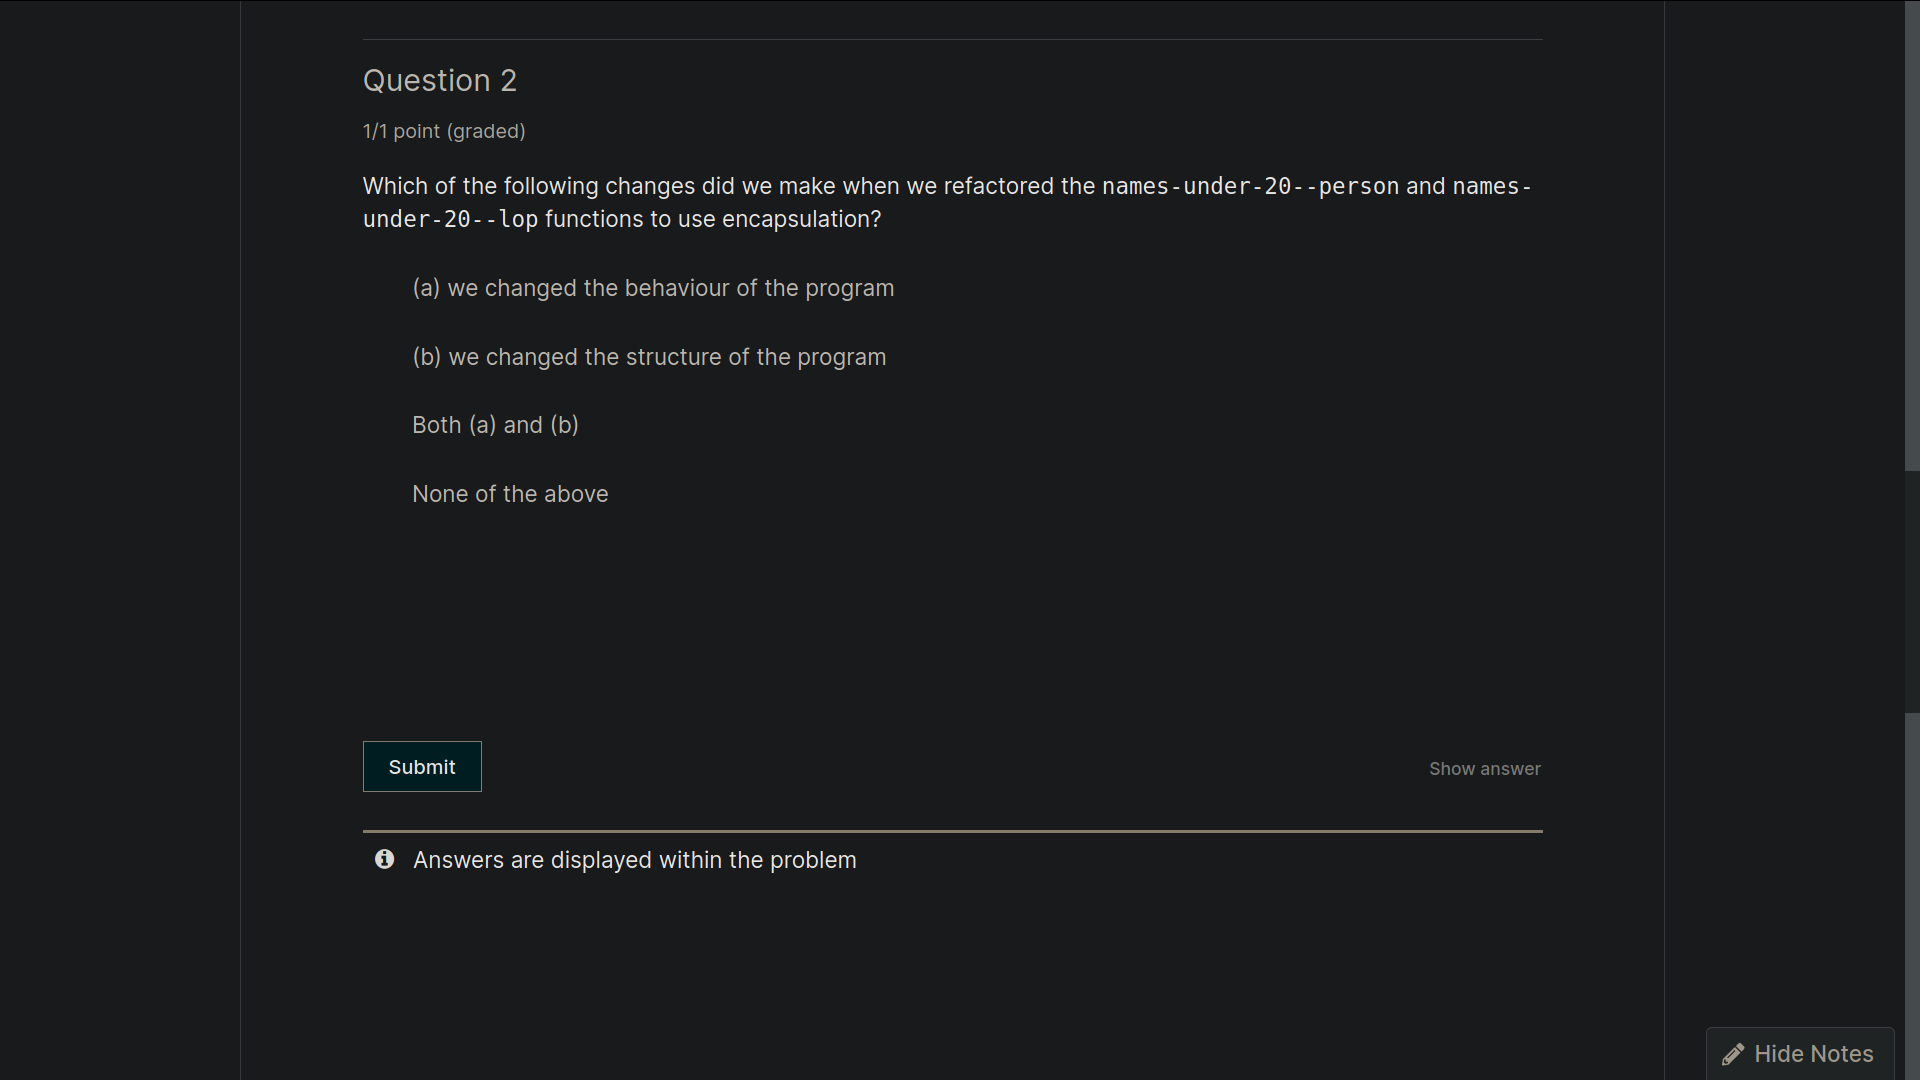 Question 2
1/1 point (graded)
Which of the following changes did we make when we refactored the names-under-20--person and names-
under-20--lop functions to use encapsulation?
(a) we changed the behaviour of the program
(b) we changed the structure of the program
Both (a) and (b)
None of the above
Submit
Show answer
Answers are displayed within the problem
Hide Notes